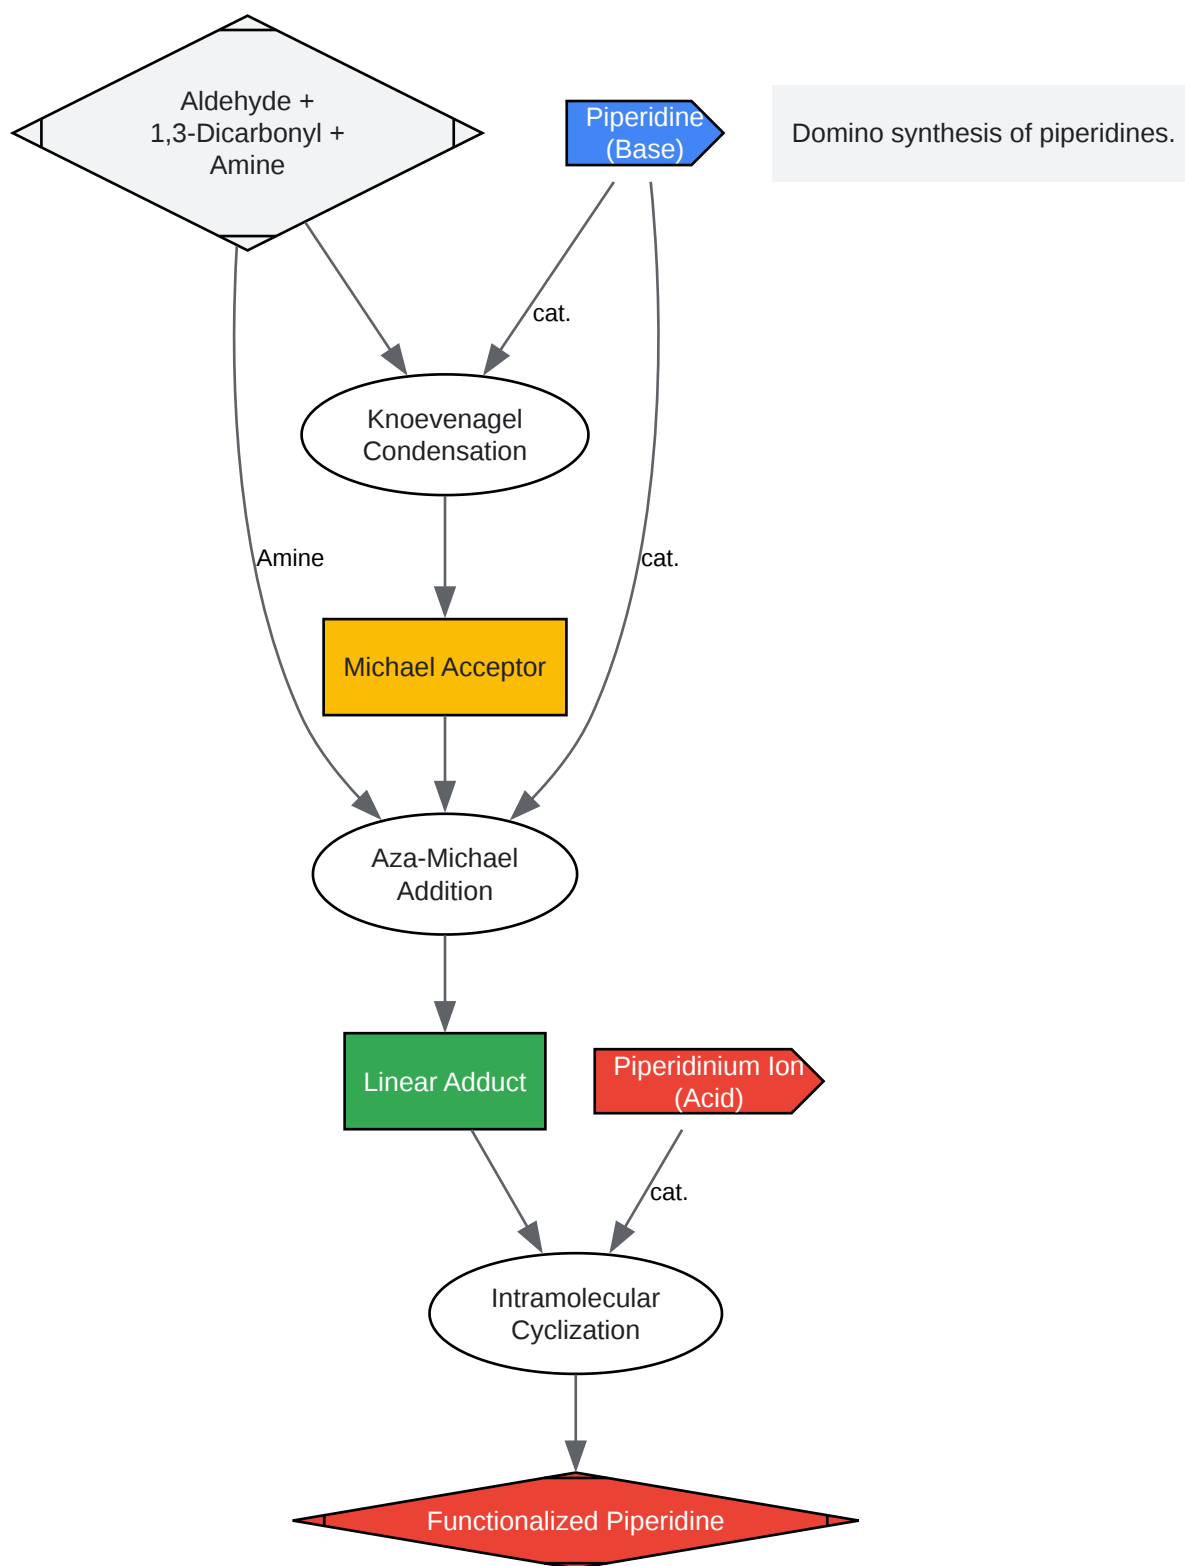 Aldehyde +
1,3-Dicarbonyl +
Amine
Piperidine
(Base)
Domino synthesis of piperidines.
cat.
Knoevenagel
Condensation
Amine
cat.
Michael Acceptor
Aza-Michael
Addition
Linear Adduct
Piperidinium Ion
(Acid)
cat.
Intramolecular
Cyclization
Functionalized Piperidine